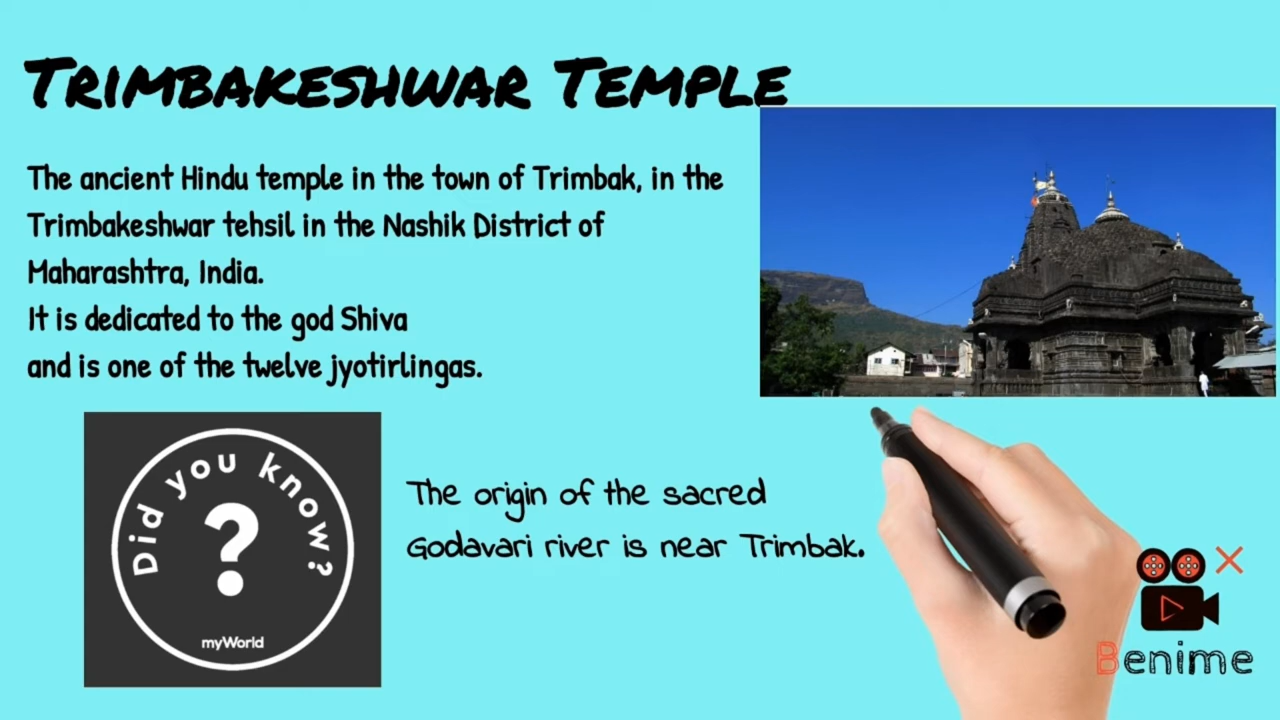 Trimbakeshwar Temple
The ancient Hindu temple in the town of Trimbak, in the
Trimbakeshwar tehsil in the Nashik District of
Maharashtra, India.
It is dedicated to the god Shiva
and is one of the twelve jyotirlingas.
Did you know?
?
myWorld
The origin of the sacred
Godavari river is near Trimbak.
Benime